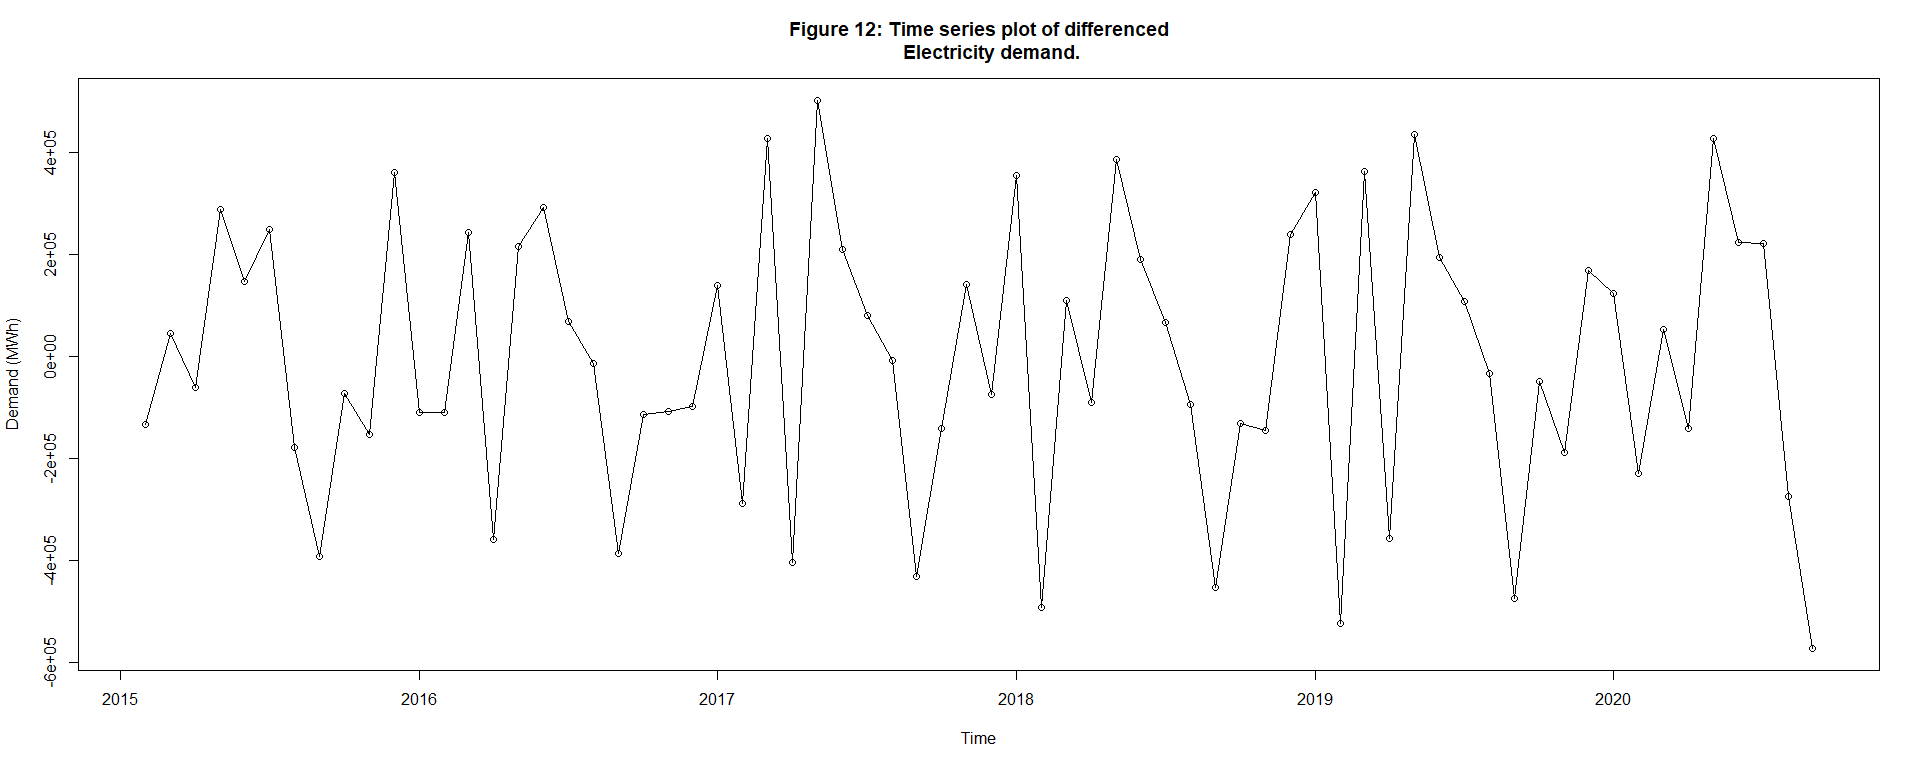 Figure 12: Time series plot of differenced
Electricity demand.
Demand (MWh)
4e+05
2e+05
0e+00
-2e+05
-4e+05
-6e+05
2015 2016 2017 2018 2019 2020
Time